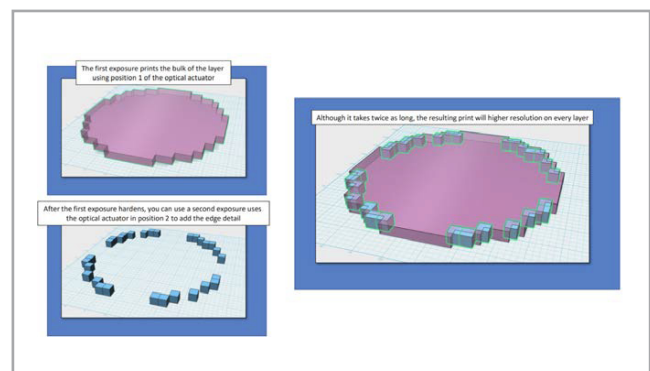 The first exposure prints the bulk of the layer
using position 1 of the optical actuator
After the first exposure hardens, you can use a second exposure uses
the optical actuator in position 2 to add the edge detail
Although it takes twice as long, the resulting print will higher resolution on every layer